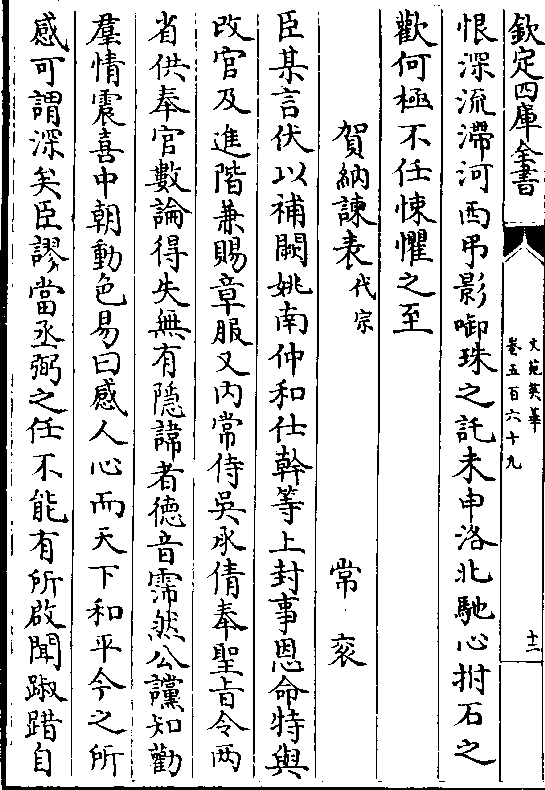 欽定四庫全書
文苑英華
卷五百六十九
十二
恨深流滯河西弔影啣珠之託未申洛北馳心拊石之
歡何極不任悚懼之至
賀納諫表代宗
常衮
臣某言伏以補闕姚南仲和仕幹等上封事恩命特與
改官及進階兼賜章服又内常侍吳承倩奉聖旨令两
省供奉官數論得失無有隱諱者德音霈然公讜知勸
羣情震喜中朝動色易曰感人心而天下和平今之所
感可謂深矣臣謬當丞弼之任不能有所啟聞踧踖自